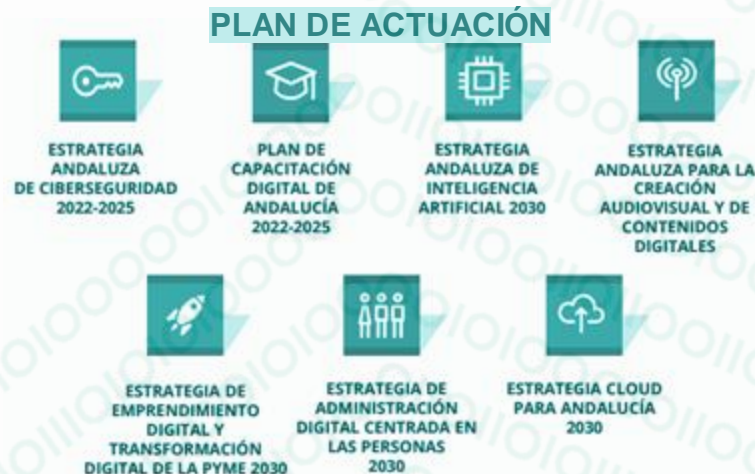 PLAN DE ACTUACIÓN
ESTRATEGIA
ANDALUZA
DE CIBERSEGURIDAD
2022-2025
PLAN DE
CAPACITACIÓN
DIGITAL DE
ANDALUCÍA
2022-2025
ESTRATEGIA
ANDALUZA DE
INTELIGENCIA
ARTIFICIAL 2030
ESTRATEGIA
ANDALUZA PARA LA
CREACIÓN
AUDIOVISUAL Y DE
CONTENIDOS
DIGITALES
ESTRATEGIA DE
EMPRENDIMIENTO
DIGITAL Y
TRANSFORMACIÓN
DIGITAL DE LA PYME 2030
ESTRATEGIA DE
ADMINISTRACIÓN
DIGITAL CENTRADA EN
LAS PERSONAS
2030
ESTRATEGIA CLOUD
PARA ANDALUCÍA
2030